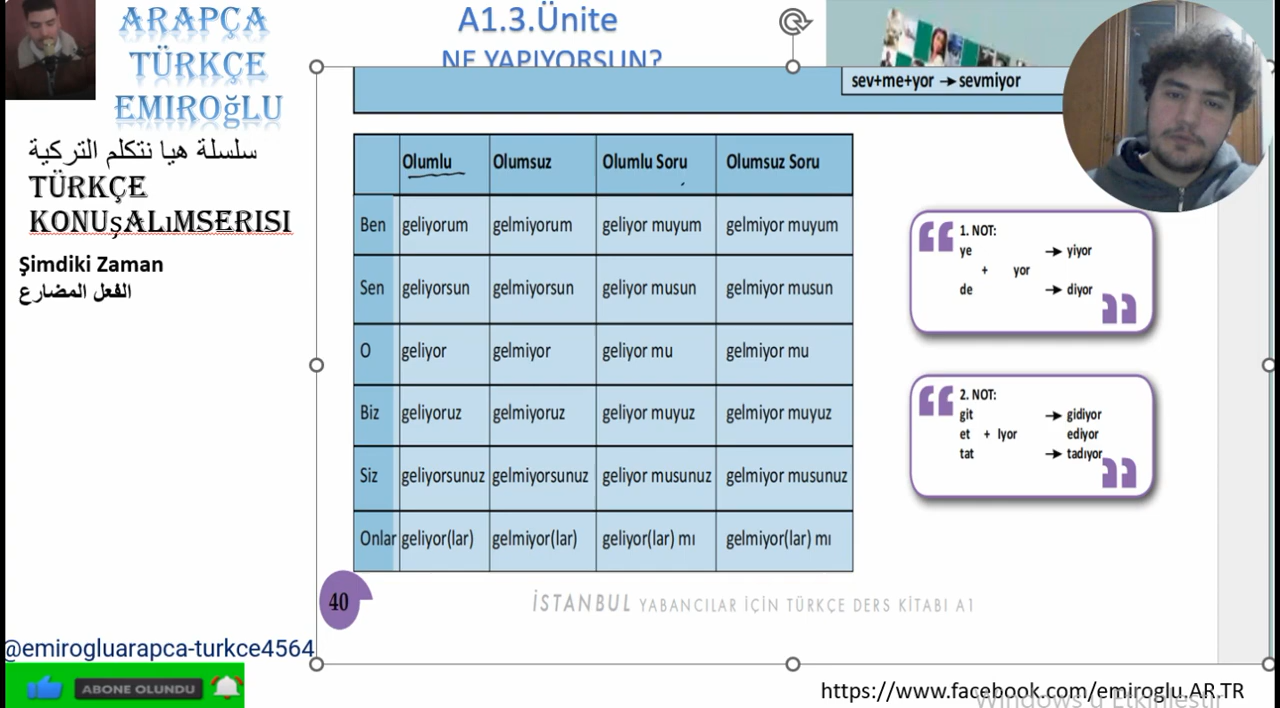 ARAPÇA
TÜRKÇE
EMIROğLU
سلسلة هيا نتكلم التركية
TÜRKÇE
KONUŞALıMSERISI
Şimdiki Zaman
الفعل المضارع
A1.3.Ünite
NE YAPIYORSUN?
sev+me+yor → sevmiyor
Olumlu Olumsuz Olumlu Soru Olumsuz Soru
Ben geliyorum gelmiyorum geliyor muyum gelmiyor muyum
Sen geliyorsun gelmiyorsun geliyor musun gelmiyor musun
O geliyor gelmiyor geliyor mu gelmiyor mu
Biz geliyoruz gelmiyoruz geliyor muyuz gelmiyor muyuz
Siz geliyorsunuz gelmiyorsunuz geliyor musunuz gelmiyor musunuz
Onlar geliyor(lar) gelmiyor(lar) geliyor(lar) mı gelmiyor(lar) mı
1. NOT:
ye → yiyor
+ yor
de → diyor
2. NOT:
git → gidiyor
et + Iyor ediyor
tat → tadıyor
40
İSTANBUL YABANCILAR İÇİN TÜRKÇE DERS KİTABI A1
@emirogluarapca-turkce4564
ABONE OLUNDU
https://www.facebook.com/emiroglu.AR.TR
Windows'u Etkinleştir